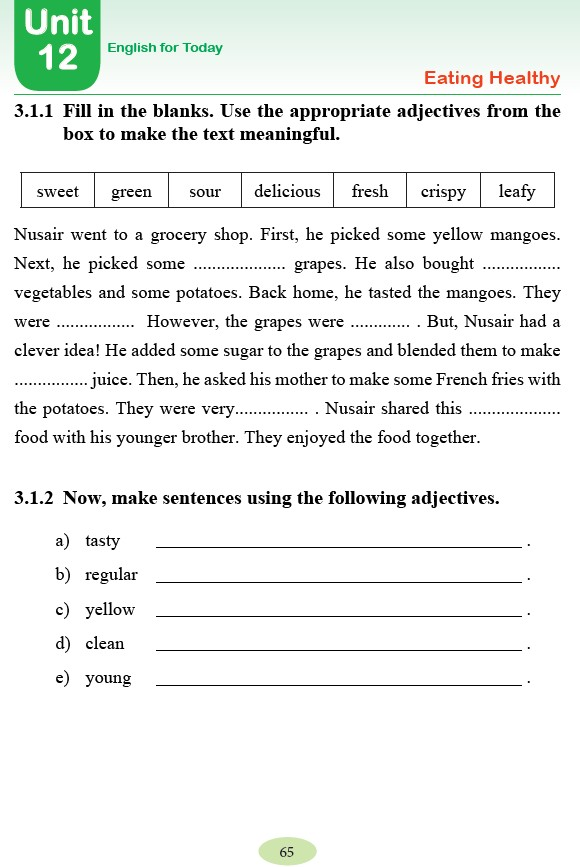 Unit
12
English for Today
Eating Healthy
3.1.1 Fill in the blanks. Use the appropriate adjectives from the
box to make the text meaningful.
sweet green sour delicious fresh crispy leafy
Nusair went to a grocery shop. First, he picked some yellow mangoes.
Next, he picked some .................... grapes. He also bought .................
vegetables and some potatoes. Back home, he tasted the mangoes. They
were ................. However, the grapes were ............. . But, Nusair had a
clever idea! He added some sugar to the grapes and blended them to make
................ juice. Then, he asked his mother to make some French fries with
the potatoes. They were very................ . Nusair shared this ....................
food with his younger brother. They enjoyed the food together.
3.1.2 Now, make sentences using the following adjectives.
a) tasty ________________________________________ .
b) regular ________________________________________ .
c) yellow ________________________________________ .
d) clean ________________________________________ .
e) young ________________________________________ .
65